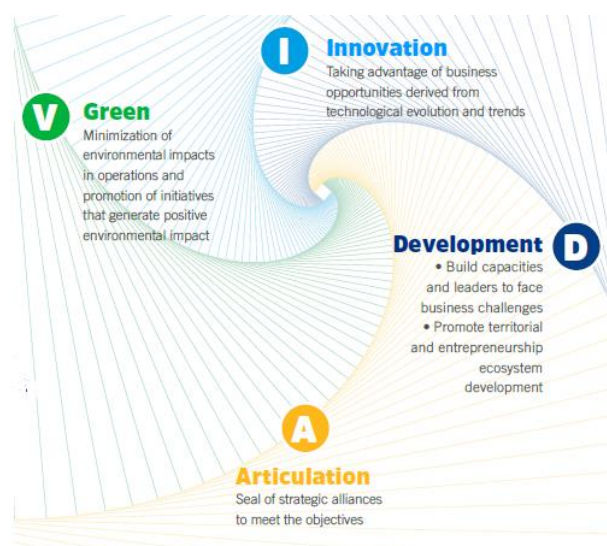 V
Green
Minimization of
environmental impacts
in operations and
promotion of initiatives
that generate positive
environmental impact
I
Innovation
Taking advantage of business
opportunities derived from
technological evolution and trends
Development
D
• Build capacities
and leaders to face
business challenges
• Promote territorial
and entrepreneurship
ecosystem
development
A
Articulation
Seal of strategic alliances
to meet the objectives